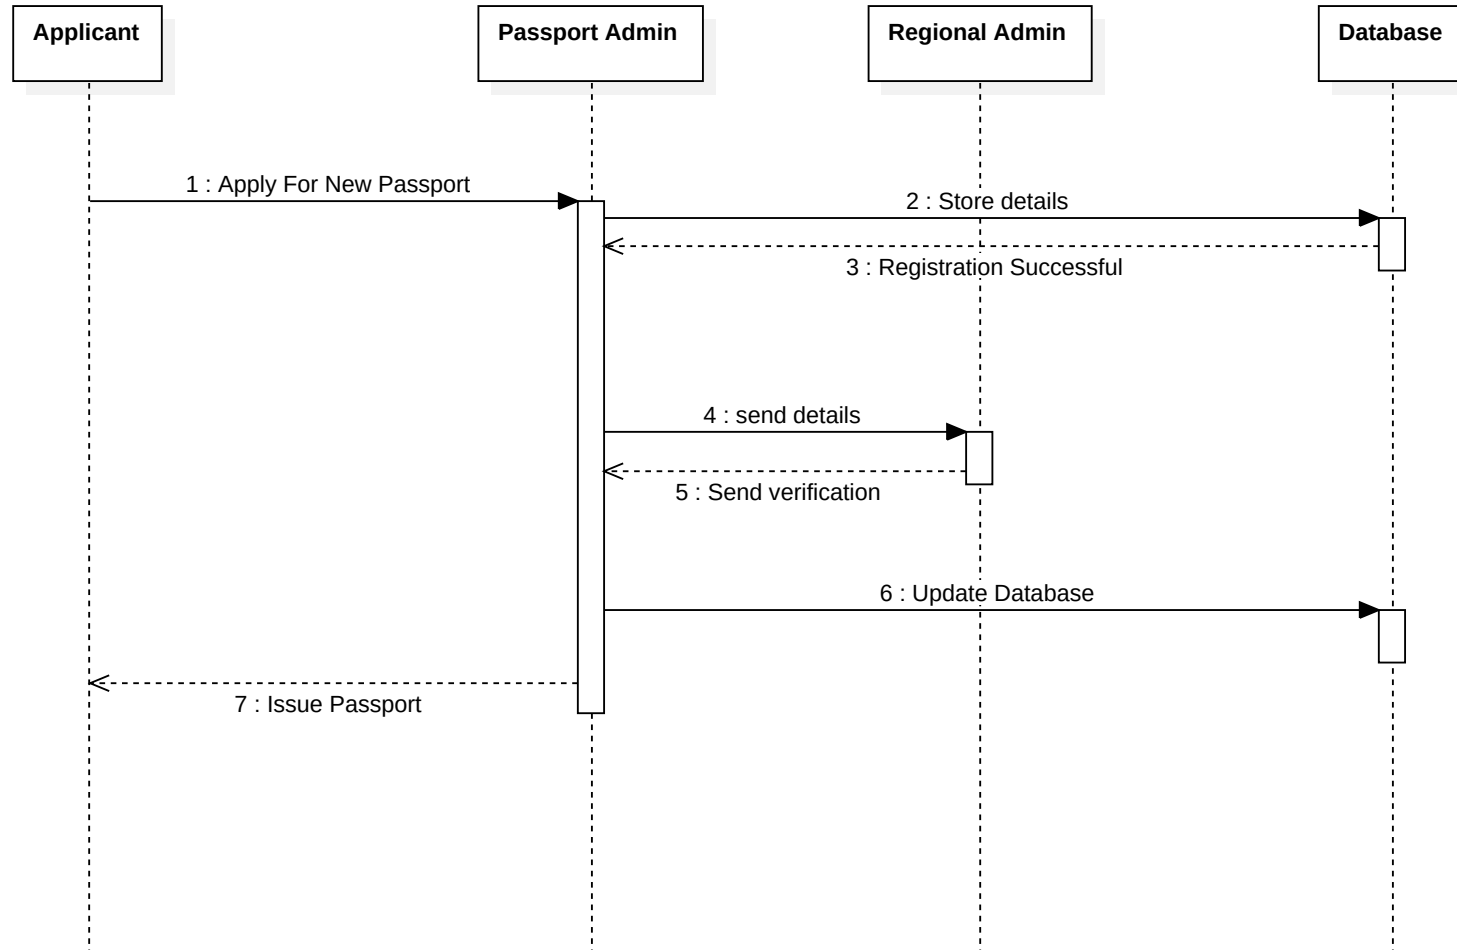 Applicant
Passport Admin
Regional Admin
Database
1 : Apply For New Passport
2 : Store details
3 : Registration Successful
4 : send details
5 : Send verification
6 : Update Database
7 : Issue Passport